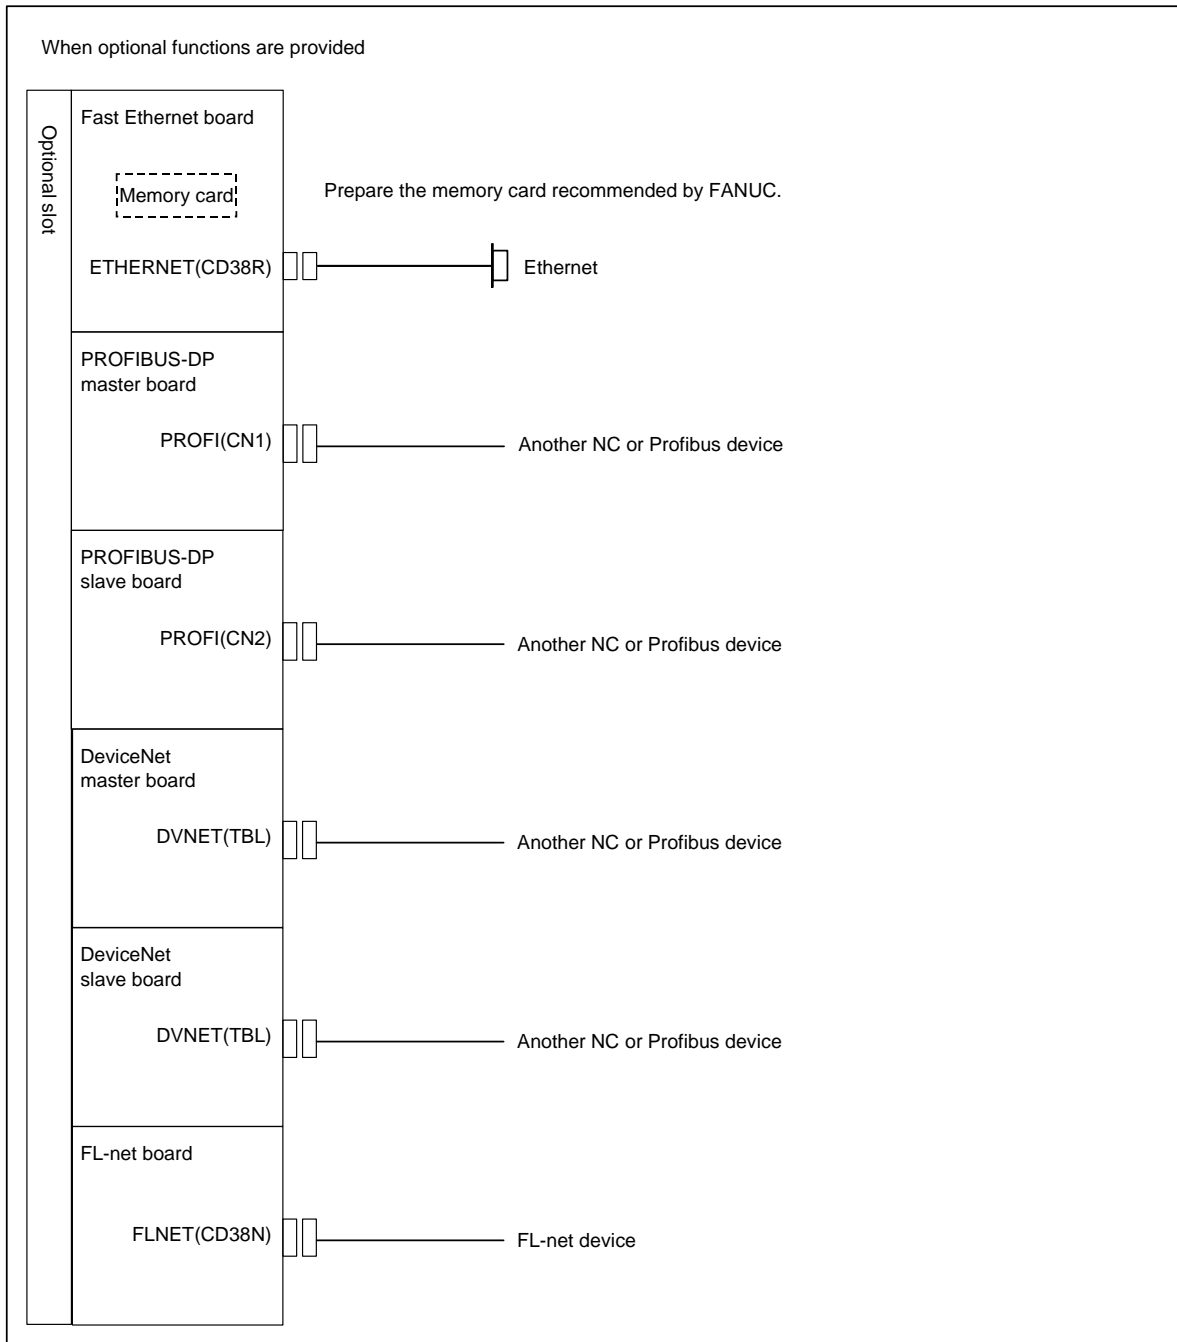 When optional functions are provided
Optional slot
Fast Ethernet board
Memory card
Prepare the memory card recommended by FANUC.
ETHERNET(CD38R)
Ethernet
PROFIBUS-DP
master board
PROFI(CN1)
Another NC or Profibus device
PROFIBUS-DP
slave board
PROFI(CN2)
Another NC or Profibus device
DeviceNet
master board
DVNET(TBL)
Another NC or Profibus device
DeviceNet
slave board
DVNET(TBL)
Another NC or Profibus device
FL-net board
FLNET(CD38N)
FL-net device